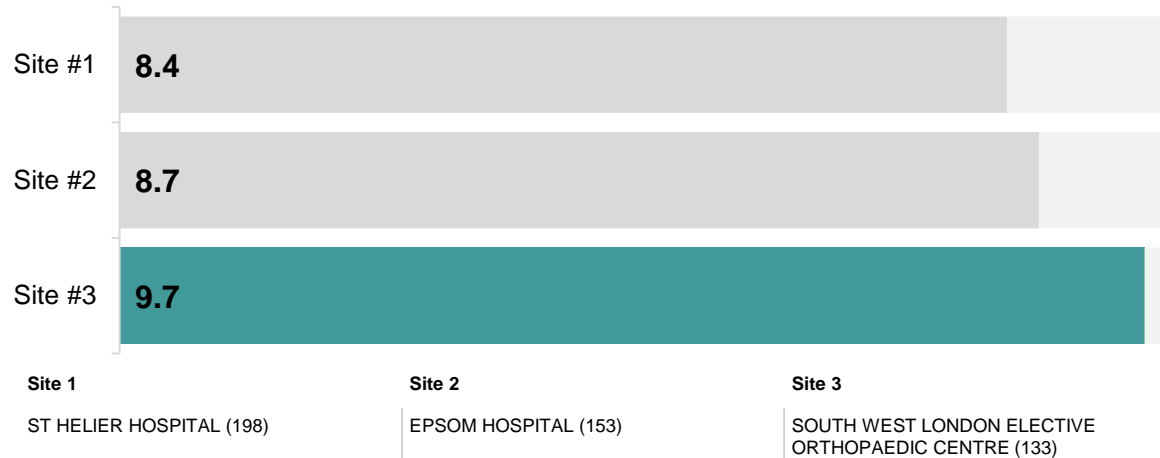 Site #1 8.4
Site #2 8.7
Site #3 9.7
Site 1 Site 2 Site 3
ST HELIER HOSPITAL (198) EPSOM HOSPITAL (153) SOUTH WEST LONDON ELECTIVE
ORTHOPAEDIC CENTRE (133)